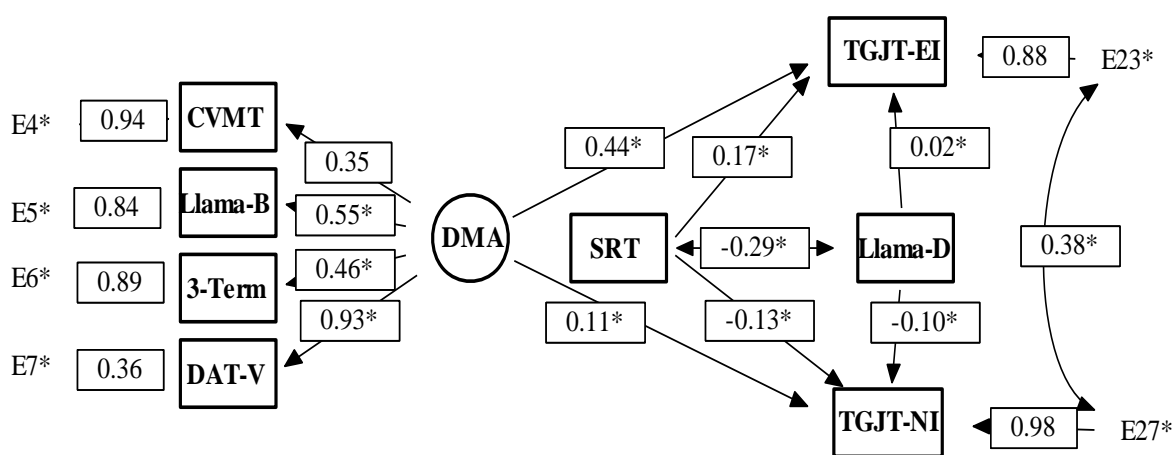 TGJT-EI
0.88
E23*
E4*
0.94
CVMT
0.35
0.44*
0.17*
0.02*
E5*
0.84
Llama-B
0.55*
DMA
SRT
-0.29*
Llama-D
0.38*
E6*
0.89
3-Term
0.46*
0.93*
0.11*
-0.13*
-0.10*
E7*
0.36
DAT-V
TGJT-NI
0.98
E27*